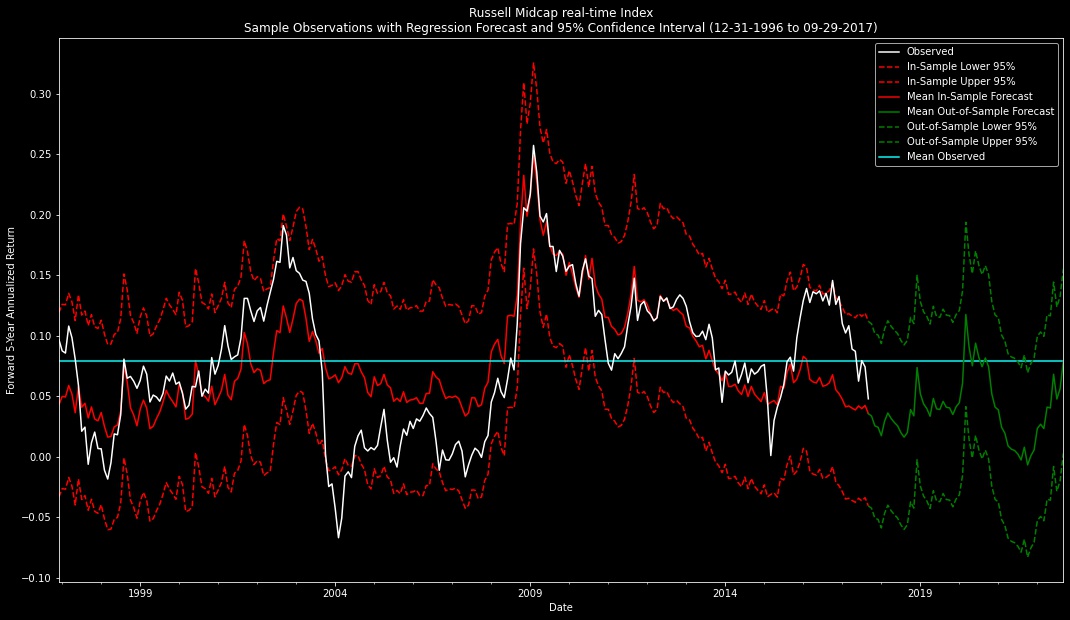 Russell Midcap real-time Index
Sample Observations with Regression Forecast and 95% Confidence Interval (12-31-1996 to 09-29-2017)
Observed
In-Sample Lower 95%
In-Sample Upper 95%
Mean In-Sample Forecast
Mean Out-of-Sample Forecast
Out-of-Sample Lower 95%
Out-of-Sample Upper 95%
Mean Observed
Forward 5-Year Annualized Return
0.30
0.25
0.20
0.15
0.10
0.05
0.00
−0.05
−0.10
1999
2004
2009
2014
2019
Date